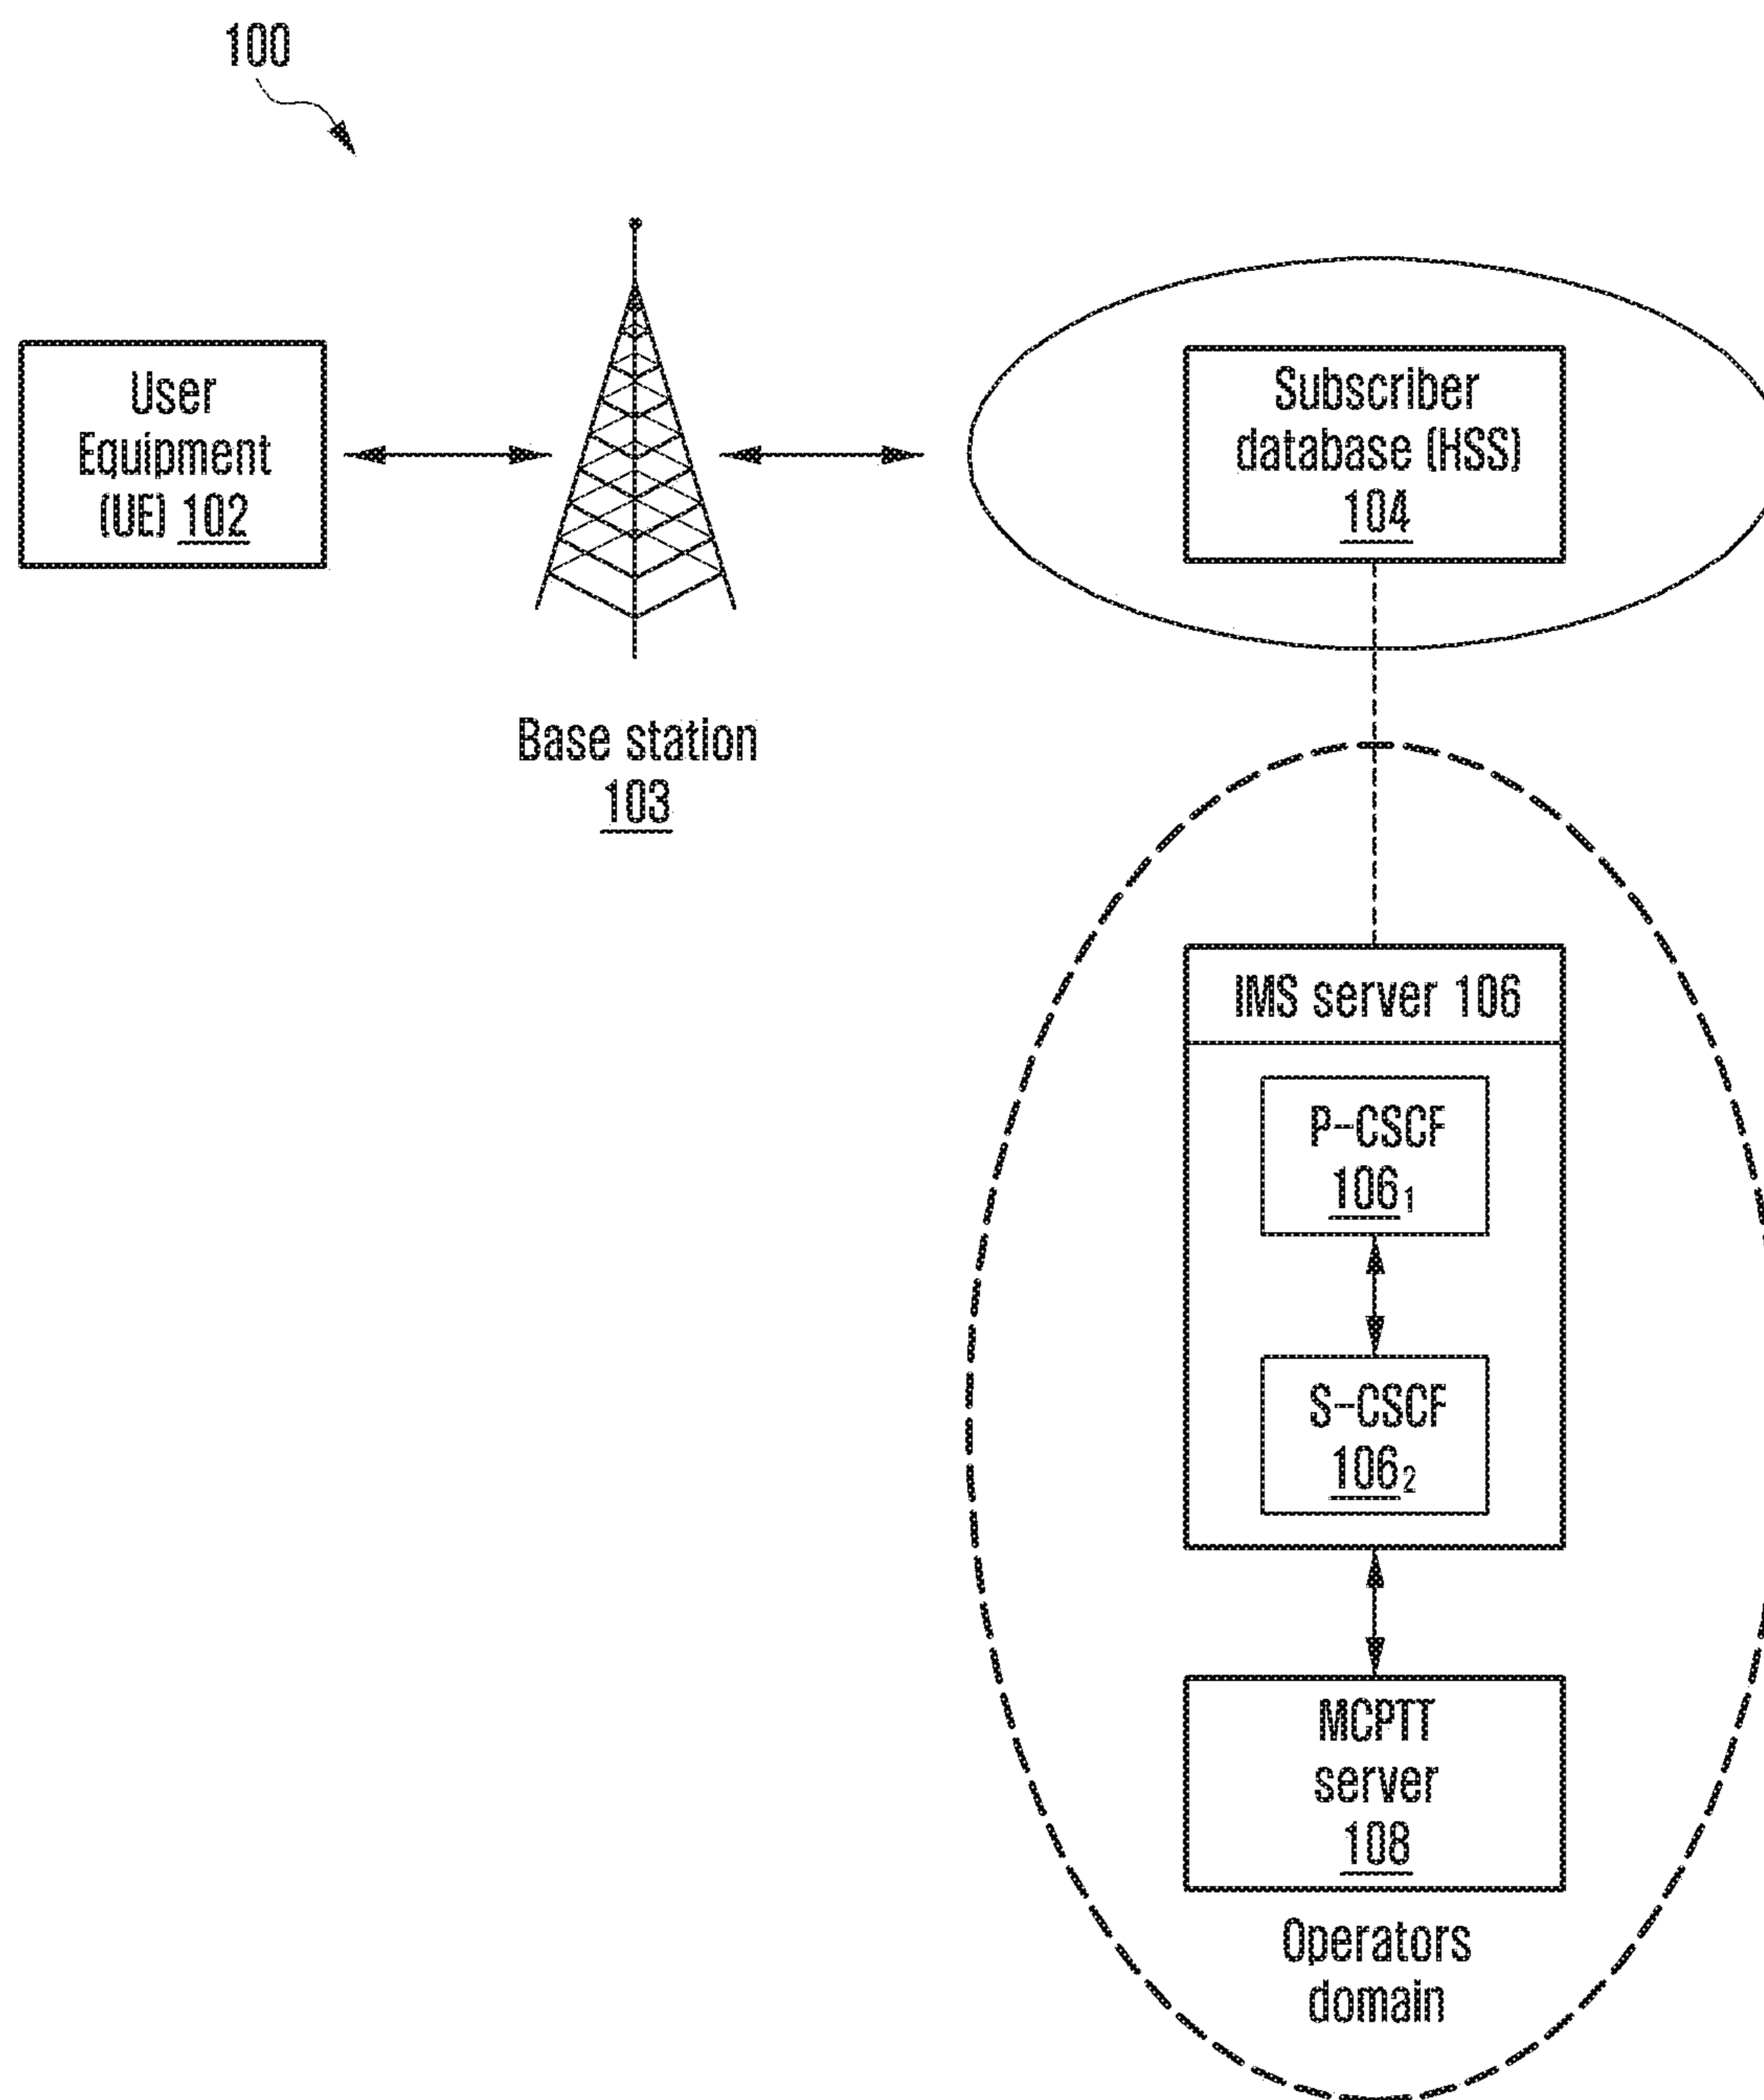 100
User
Equipment
(UE) 102
Subscriber
database (HSS)
104
Base station
103
IMS server 106
P-CSCF
106₁
S-CSCF
106₂
MCPTT
server
108
Operators
domain